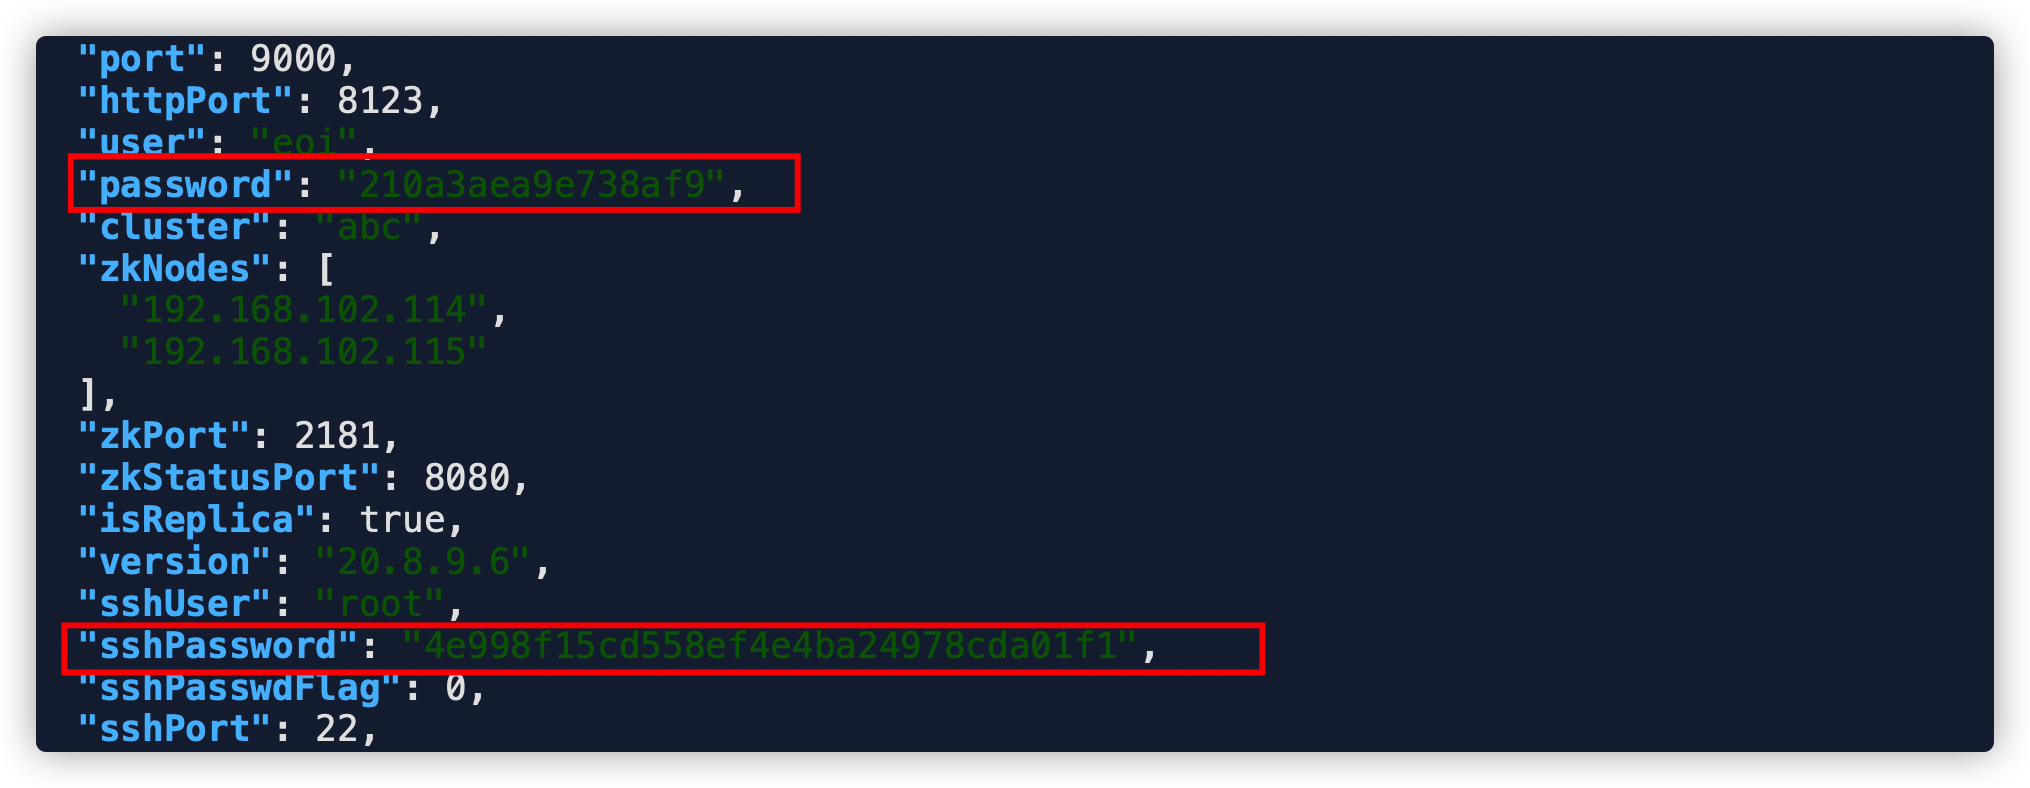 "port": 9000,
"httpPort": 8123,
"user": "eoi",
"password": "210a3aea9e738af9",
"cluster": "abc",
"zkNodes": [
"192.168.102.114",
"192.168.102.115"
],
"zkPort": 2181,
"zkStatusPort": 8080,
"isReplica": true,
"version": "20.8.9.6",
"sshUser": "root",
"sshPassword": "4e998f15cd558ef4e4ba24978cda01f1",
"sshPasswdFlag": 0,
"sshPort": 22,